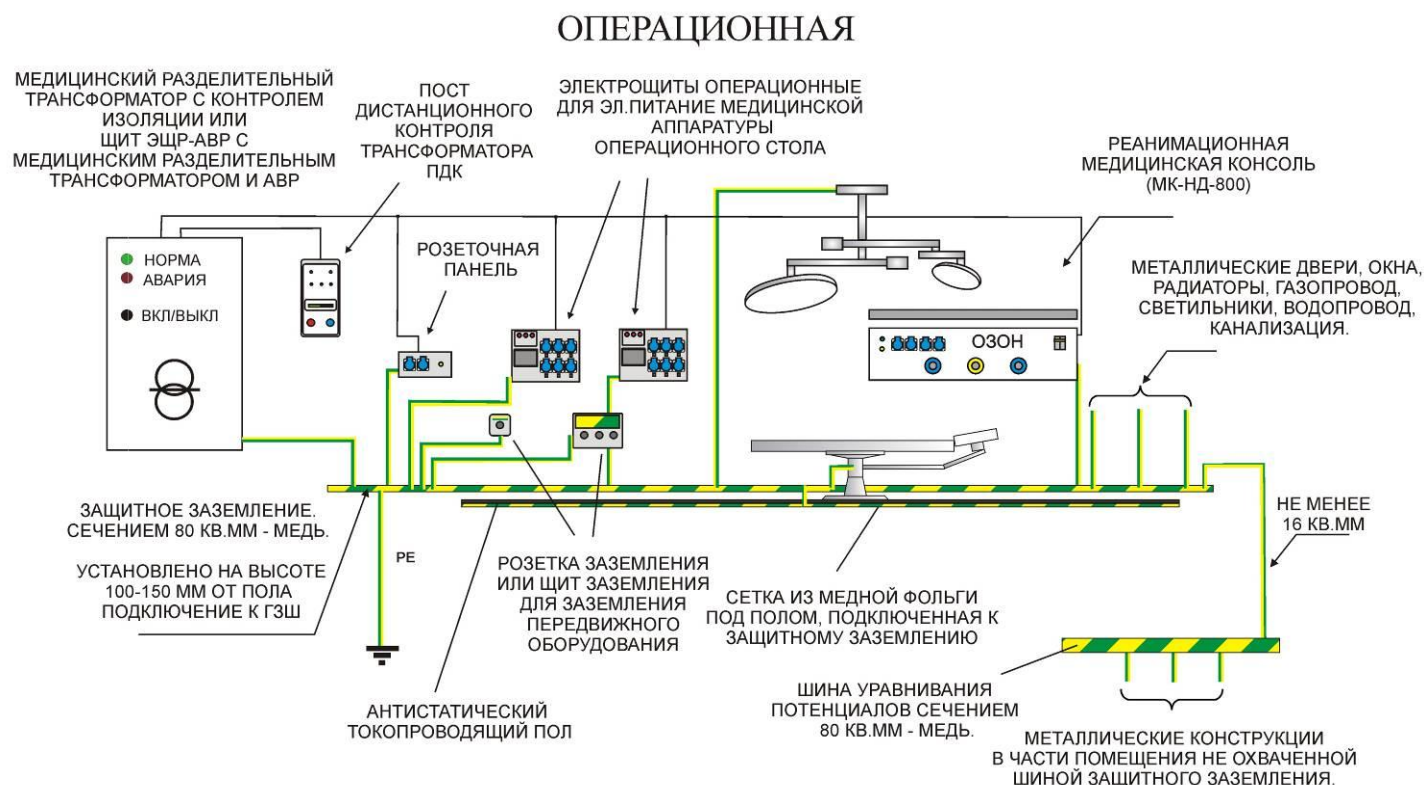 ОПЕРАЦИОННАЯ
МЕДИЦИНСКИЙ РАЗДЕЛИТЕЛЬНЫЙ
ТРАНСФОРМАТОР С КОНТРОЛЕМ
ИЗОЛЯЦИИ ИЛИ
ЩИТ ЭЩР-АВР С
МЕДИЦИНСКИМ РАЗДЕЛИТЕЛЬНЫМ
ТРАНСФОРМАТОРОМ И АВР
ПОСТ
ДИСТАНЦИОННОГО
КОНТРОЛЯ
ТРАНСФОРМАТОРА
ПДК
ЭЛЕКТРОЩИТЫ ОПЕРАЦИОННЫЕ
ДЛЯ ЭЛ.ПИТАНИЕ МЕДИЦИНСКОЙ
АППАРАТУРЫ
ОПЕРАЦИОННОГО СТОЛА
РЕАНИМАЦИОННАЯ
МЕДИЦИНСКАЯ КОНСОЛЬ
(МК-НД-800)
НОРМА
АВАРИЯ
ВКЛ/ВЫКЛ
РОЗЕТОЧНАЯ
ПАНЕЛЬ
МЕТАЛЛИЧЕСКИЕ ДВЕРИ, ОКНА,
РАДИАТОРЫ, ГАЗОПРОВОД,
СВЕТИЛЬНИКИ, ВОДОПРОВОД,
КАНАЛИЗАЦИЯ.
ОЗОН
ЗАЩИТНОЕ ЗАЗЕМЛЕНИЕ.
СЕЧЕНИЕМ 80 КВ.ММ - МЕДЬ.
УСТАНОВЛЕНО НА ВЫСОТЕ
100-150 ММ ОТ ПОЛА
ПОДКЛЮЧЕНИЕ К ГЗШ
PE
РОЗЕТКА ЗАЗЕМЛЕНИЯ
ИЛИ ЩИТ ЗАЗЕМЛЕНИЯ
ДЛЯ ЗАЗЕМЛЕНИЯ
ПЕРЕДВИЖНОГО
ОБОРУДОВАНИЯ
СЕТКА ИЗ МЕДНОЙ ФОЛЬГИ
ПОД ПОЛОМ, ПОДКЛЮЧЕННАЯ К
ЗАЩИТНОМУ ЗАЗЕМЛЕНИЮ
НЕ МЕНЕЕ
16 КВ.ММ
АНТИСТАТИЧЕСКИЙ
ТОКОПРОВОДЯЩИЙ ПОЛ
ШИНА УРАВНИВАНИЯ
ПОТЕНЦИАЛОВ СЕЧЕНИЕМ
80 КВ.ММ - МЕДЬ.
МЕТАЛЛИЧЕСКИЕ КОНСТРУКЦИИ
В ЧАСТИ ПОМЕЩЕНИЯ НЕ ОХВАЧЕННОЙ
ШИНОЙ ЗАЩИТНОГО ЗАЗЕМЛЕНИЯ.